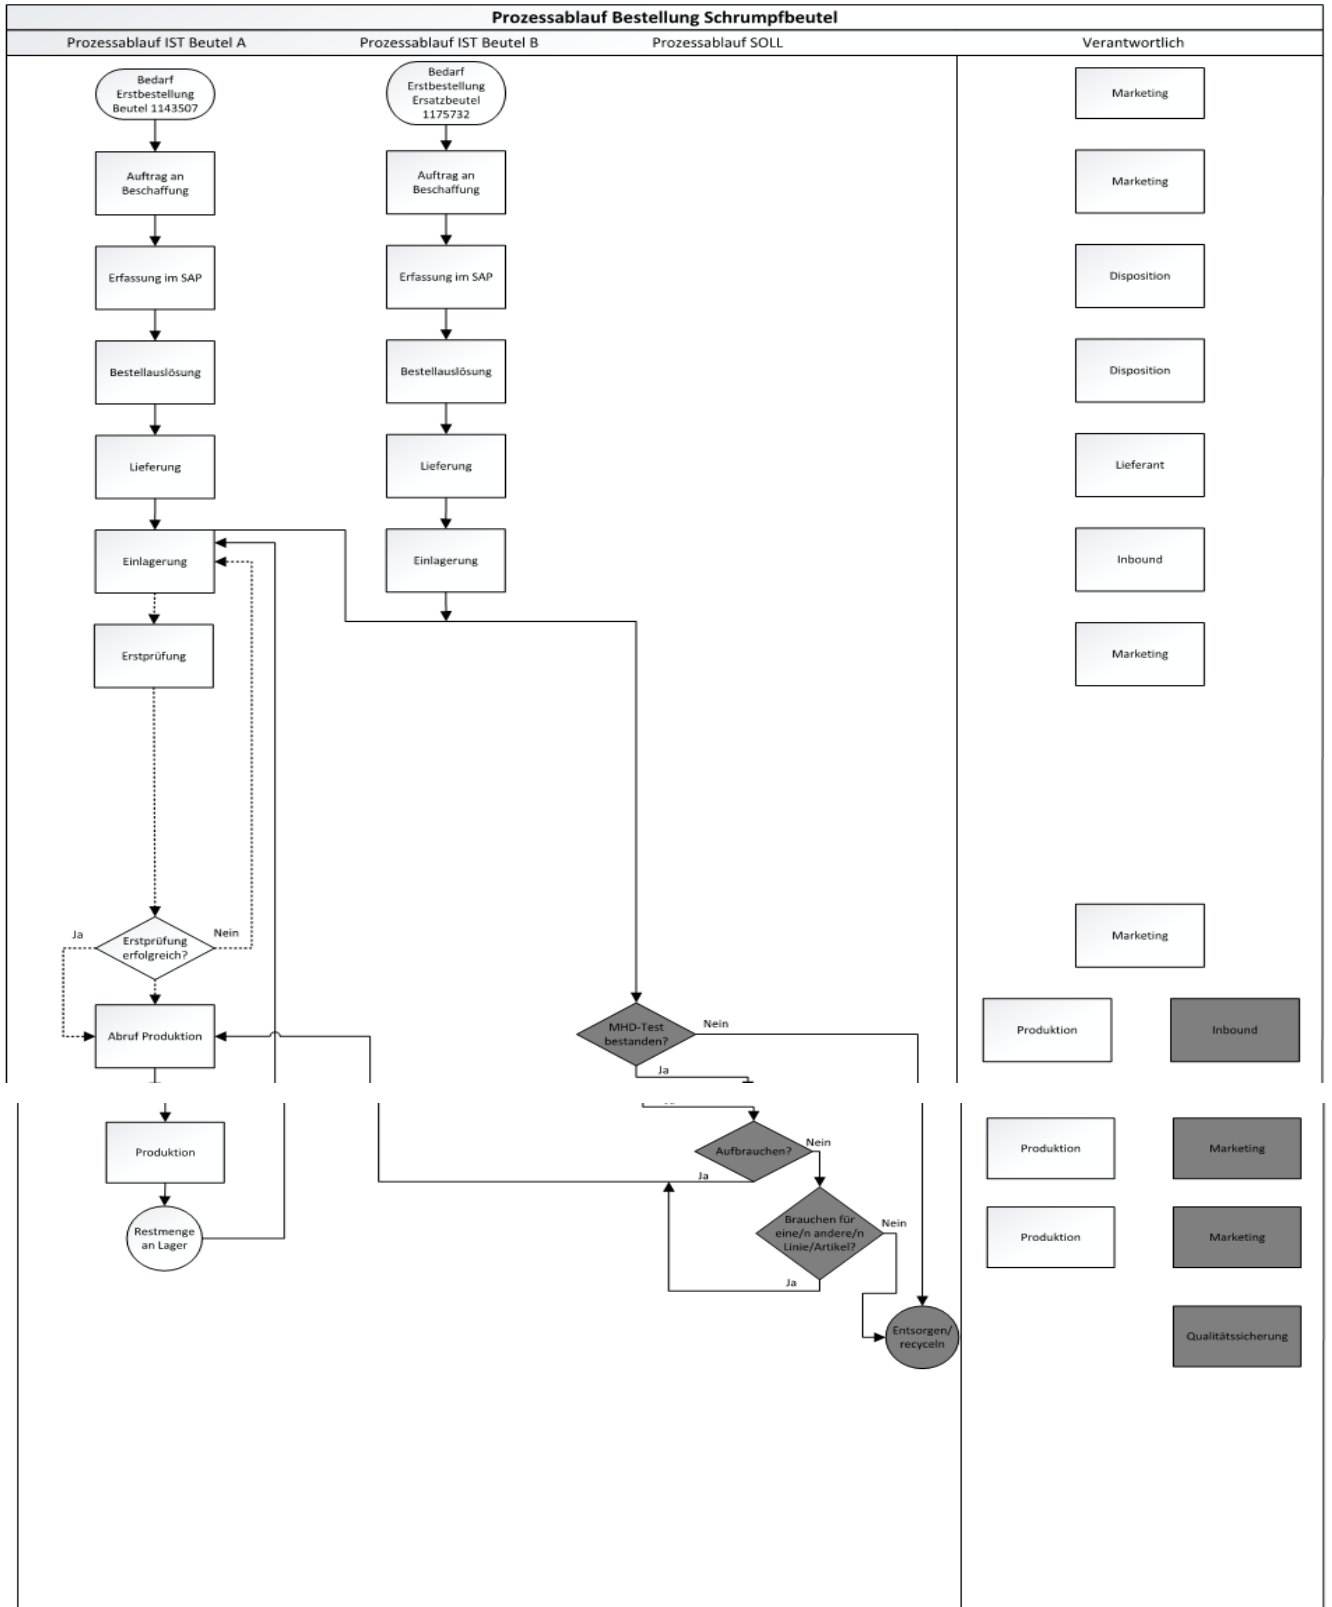 Prozessablauf Bestellung Schrumpfbeutel
Prozessablauf IST Beutel A
Prozessablauf IST Beutel B
Prozessablauf SOLL
Verantwortlich
Bedarf
Erstbestellung
Beutel 1143507
Bedarf
Erstbestellung
Ersatzbeutel
1175732
Marketing
Auftrag an
Beschaffung
Auftrag an
Beschaffung
Marketing
Erfassung im SAP
Erfassung im SAP
Disposition
Bestellauslösung
Bestellauslösung
Disposition
Lieferung
Lieferung
Lieferant
Einlagerung
Einlagerung
Inbound
Erstprüfung
Marketing
Ja
Erstprüfung
erfolgreich?
Nein
Marketing
Abruf Produktion
MHD-Test
bestanden?
Nein
Ja
Produktion
Inbound
Produktion
Aufbrauchen?
Nein
Ja
Produktion
Marketing
Restmenge
an Lager
Brauchen für
eine/n andere/n
Linie/Artikel?
Nein
Ja
Produktion
Marketing
Entsorgen/
recyceln
Qualitätssicherung